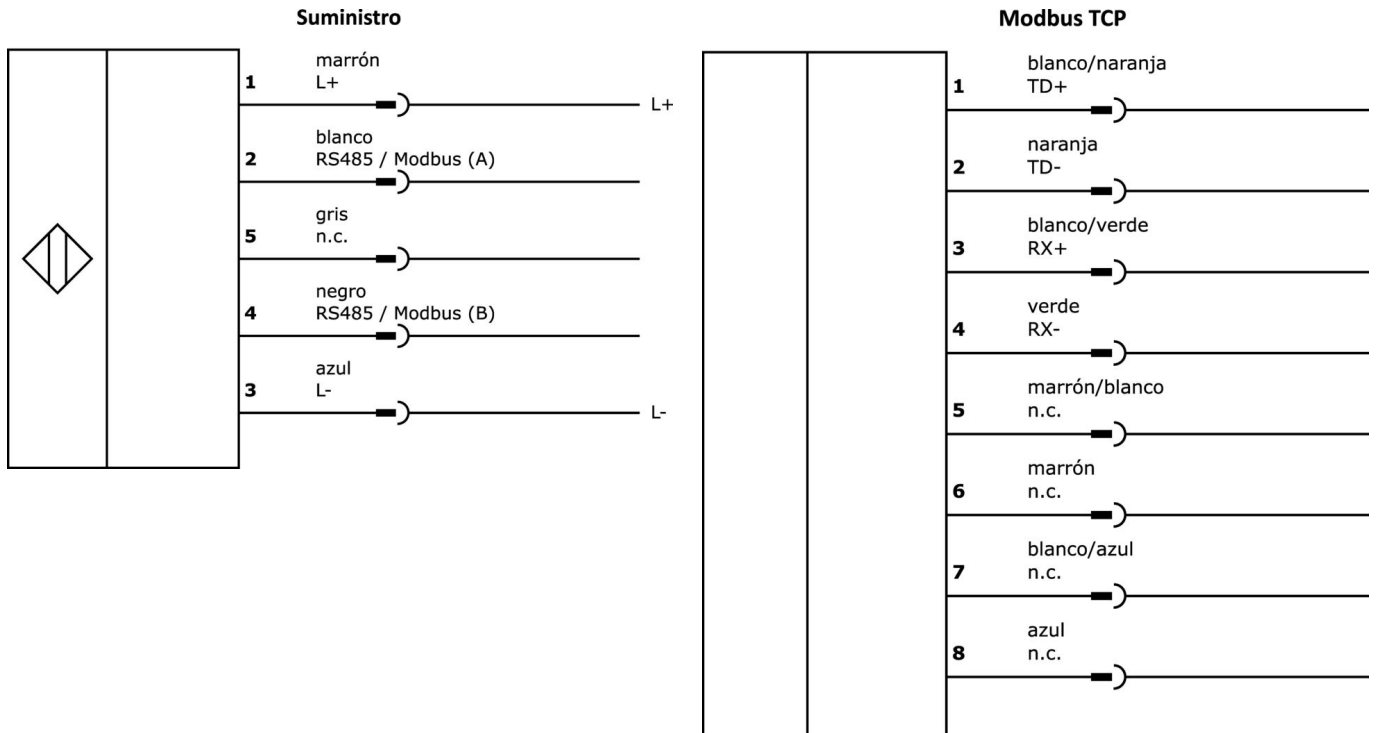 Suministro
marrón
1 L+
L+
blanco
2 RS485 / Modbus (A)
gris
5 n.c.
negro
4 RS485 / Modbus (B)
azul
3 L-
L-
Modbus TCP
blanco/naranja
1 TD+
naranja
2 TD-
blanco/verde
3 RX+
verde
4 RX-
marrón/blanco
5 n.c.
marrón
6 n.c.
blanco/azul
7 n.c.
azul
8 n.c.